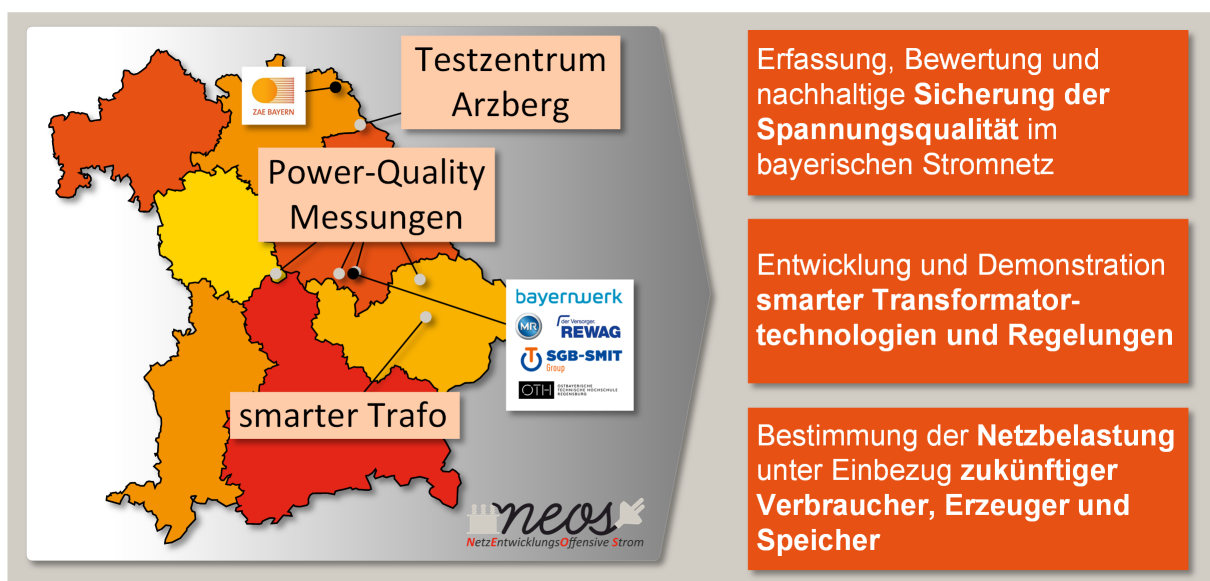 Testzentrum
Arzberg
ZAE BAYERN
Power-Quality
Messungen
bayernwerk
MR
der Versorger.
REWAG
SGB-SMIT
Group
OTH
OSTBAYERISCHE
TECHNISCHE HOCHSCHULE
REGENSBURG
smarter Trafo
neos
NetzEntwicklungsOffensive Strom
Erfassung, Bewertung und
nachhaltige Sicherung der
Spannungsqualität im
bayerischen Stromnetz
Entwicklung und Demonstration
smarter Transformator-
technologien und Regelungen
Bestimmung der Netzbelastung
unter Einbezug zukünftiger
Verbraucher, Erzeuger und
Speicher